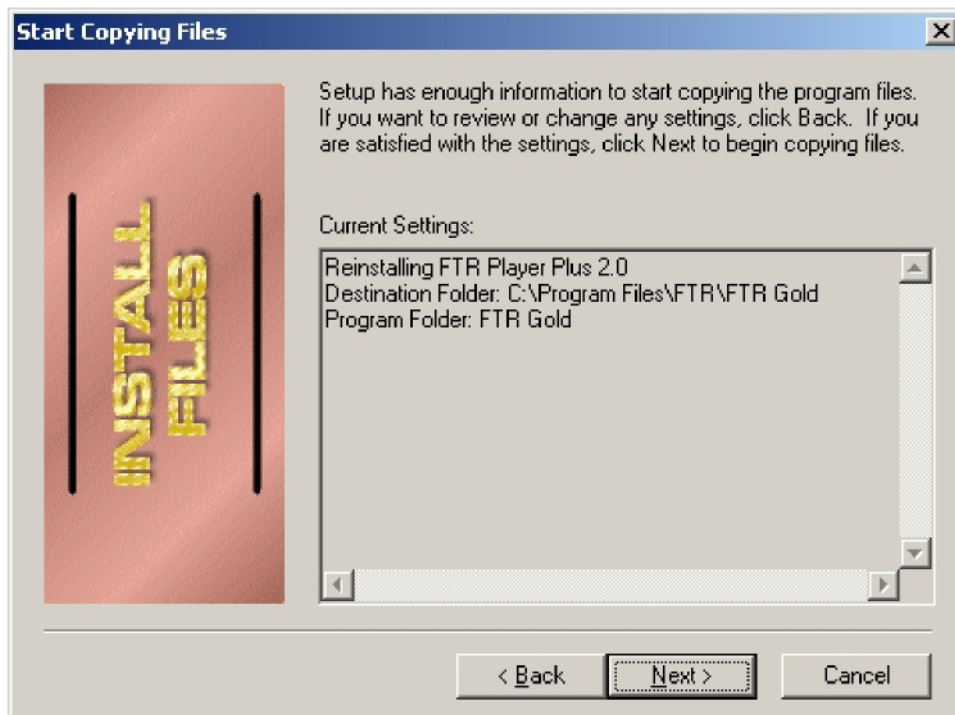 Start Copying Files
INSTALL
FILES
Setup has enough information to start copying the program files.
If you want to review or change any settings, click Back. If you
are satisfied with the settings, click Next to begin copying files.
Current Settings:
Reinstalling FTR Player Plus 2.0
Destination Folder: C:\Program Files\FTR\FTR Gold
Program Folder: FTR Gold
< Back
Next >
Cancel